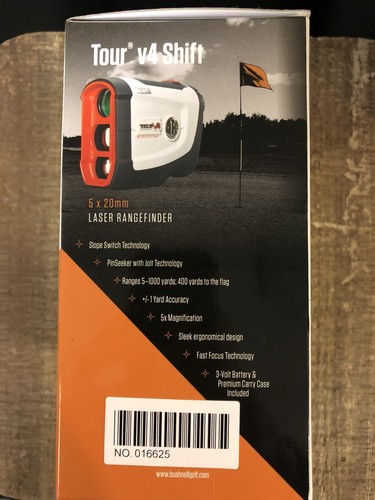 Tour® v4 Shift
TOUR V4
5 x 20mm
LASER RANGEFINDER
Slope Switch Technology
PinSeeker with Jolt Technology
Ranges 5-1000 yards; 400 yards to the flag
+/-1 Yard Accuracy
5x Magnification
Sleek ergonomical design
Fast Focus Technology
3-Volt Battery &
Premium Carry Case
Included
NO. 016625
www.bushnellgolf.com